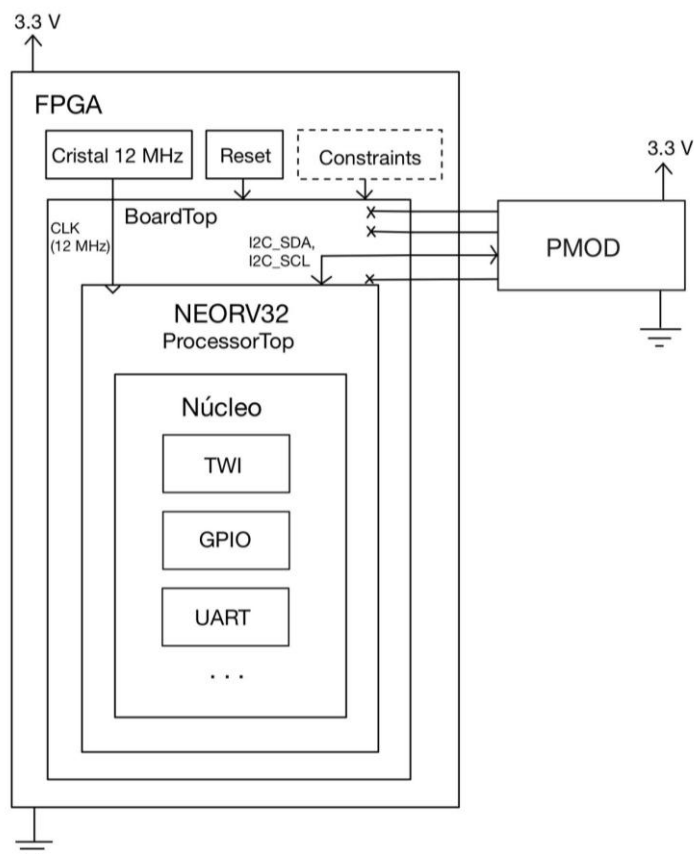 3.3 V
FPGA
Cristal 12 MHz
Reset
Constraints
3.3 V
BoardTop
CLK
(12 MHz)
I2C_SDA,
I2C_SCL
PMOD
NEORV32
ProcessorTop
Núcleo
TWI
GPIO
UART
...